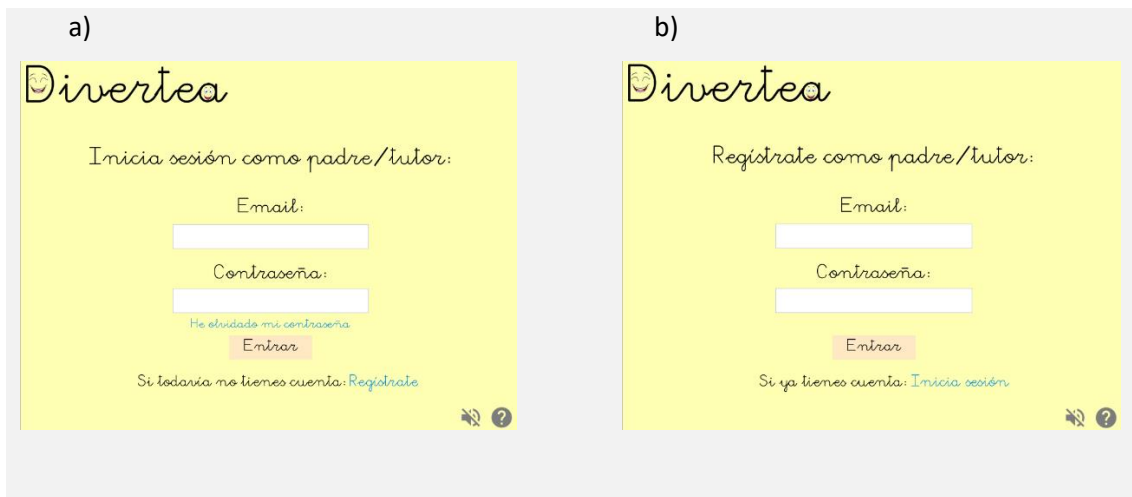 a)
Divertea
Inicia sesión como padre/tutor:
Email:
Contraseña:
He olvidado mi contraseña
Entrar
Si todavía no tienes cuenta: Regístrate
?
b)
Divertea
Regístrate como padre/tutor:
Email:
Contraseña:
Entrar
Si ya tienes cuenta: Inicia sesión
?